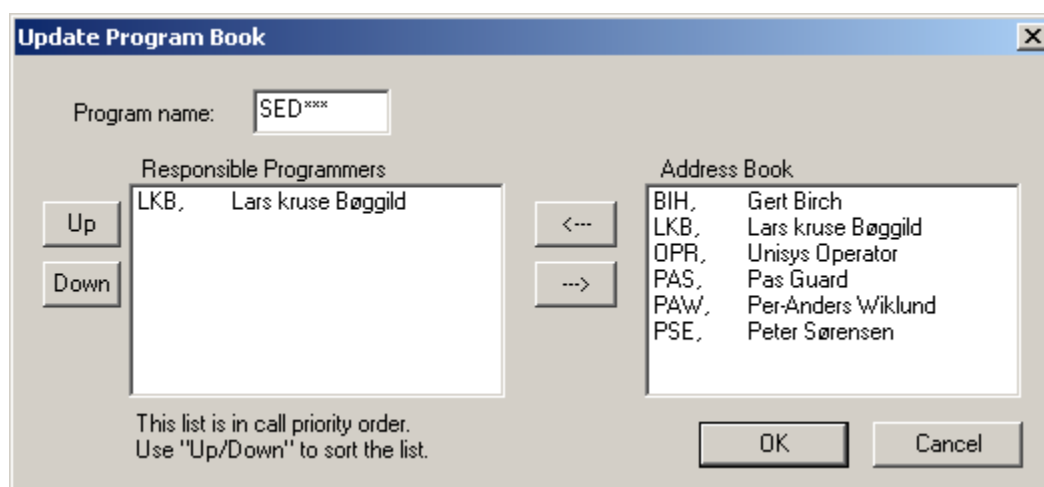 Update Program Book
Program name: SED***
Responsible Programmers
LKB, Lars kruse Bøggild
Up
Down
<---
--->
Address Book
BIH, Gert Birch
LKB, Lars kruse Bøggild
OPR, Unisys Operator
PAS, Pas Guard
PAW, Per-Anders Wiklund
PSE, Peter Sørensen
This list is in call priority order.
Use "Up/Down" to sort the list.
OK
Cancel